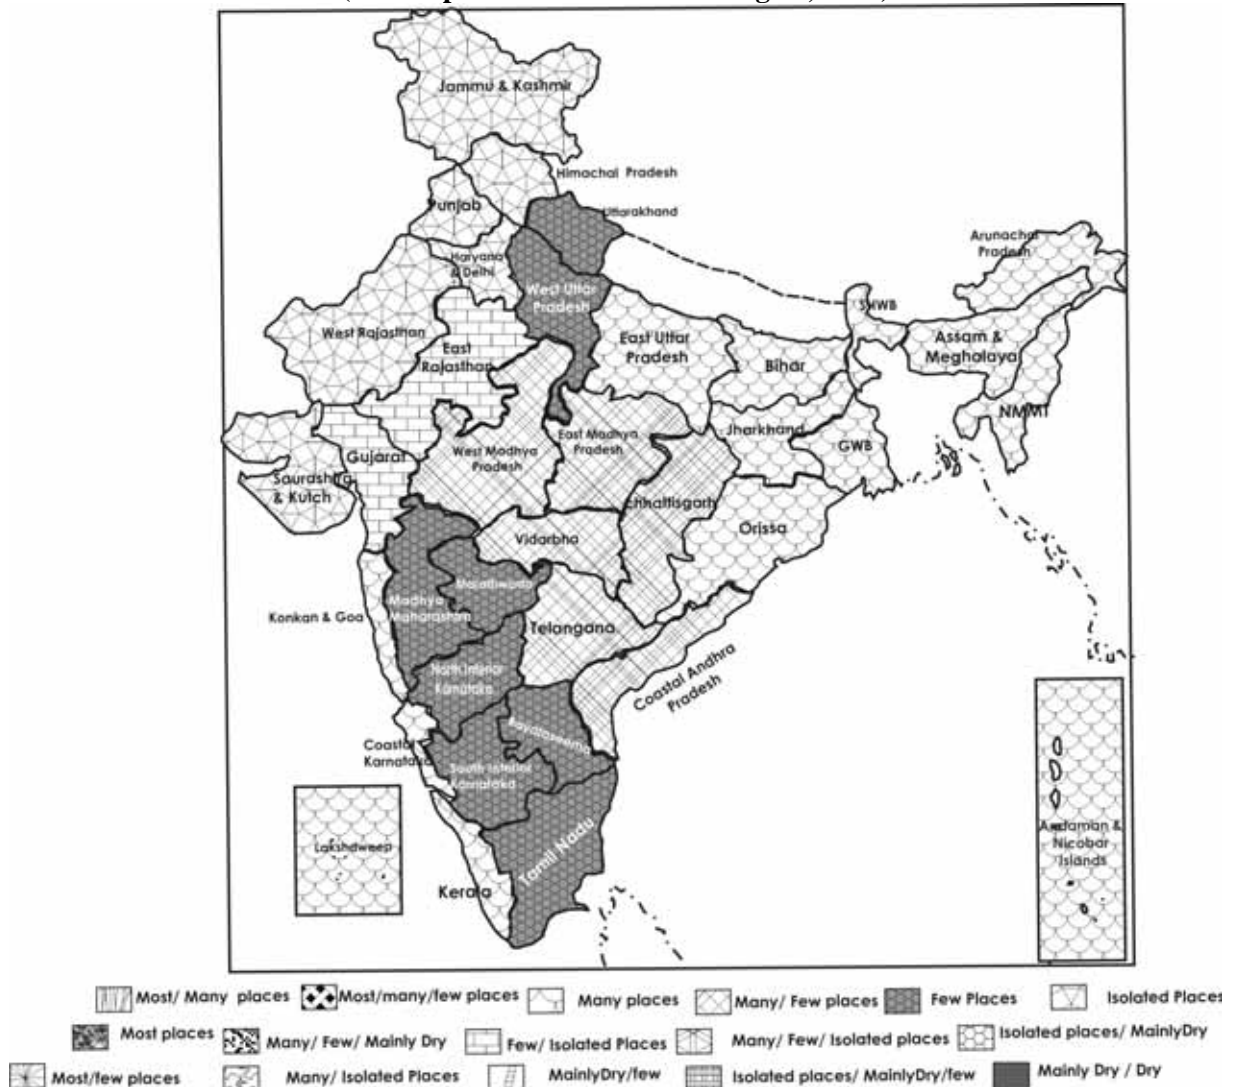 Jammu & Kashmir
Himachal Pradesh
Punjab
Uttarakhand
Haryana
& Delhi
Arunachal
Pradesh
West Uttar
Pradesh
SHWB
West Rajasthan
East
Rajasthan
East Uttar
Pradesh
Bihar
Assam &
Meghalaya
NMMT
Jharkhand
GWB
East Madhya
Pradesh
West Madhya
Pradesh
Gujarat
Saurashtra
& Kutch
Chhattisgarh
Orissa
Vidarbha
Marathwada
Madhya
Maharashtra
Konkan & Goa
Telangana
North Interior
Karnataka
Coastal Andhra
Pradesh
Rayalaseema
Coastal
Karnataka
South Interior
Karnataka
Lakshdweep
Andaman &
Nicobar
Islands
Tamil Nadu
Kerala
Most/ Many places
Most/many/few places
Many places
Many/ Few places
Few Places
Isolated Places
Most places
Many/ Few/ Mainly Dry
Few/ Isolated Places
Many/ Few/ Isolated places
Isolated places/ MainlyDry
Most/few places
Many/ Isolated Places
MainlyDry/few
Isolated places/ MainlyDry/few
Mainly Dry / Dry